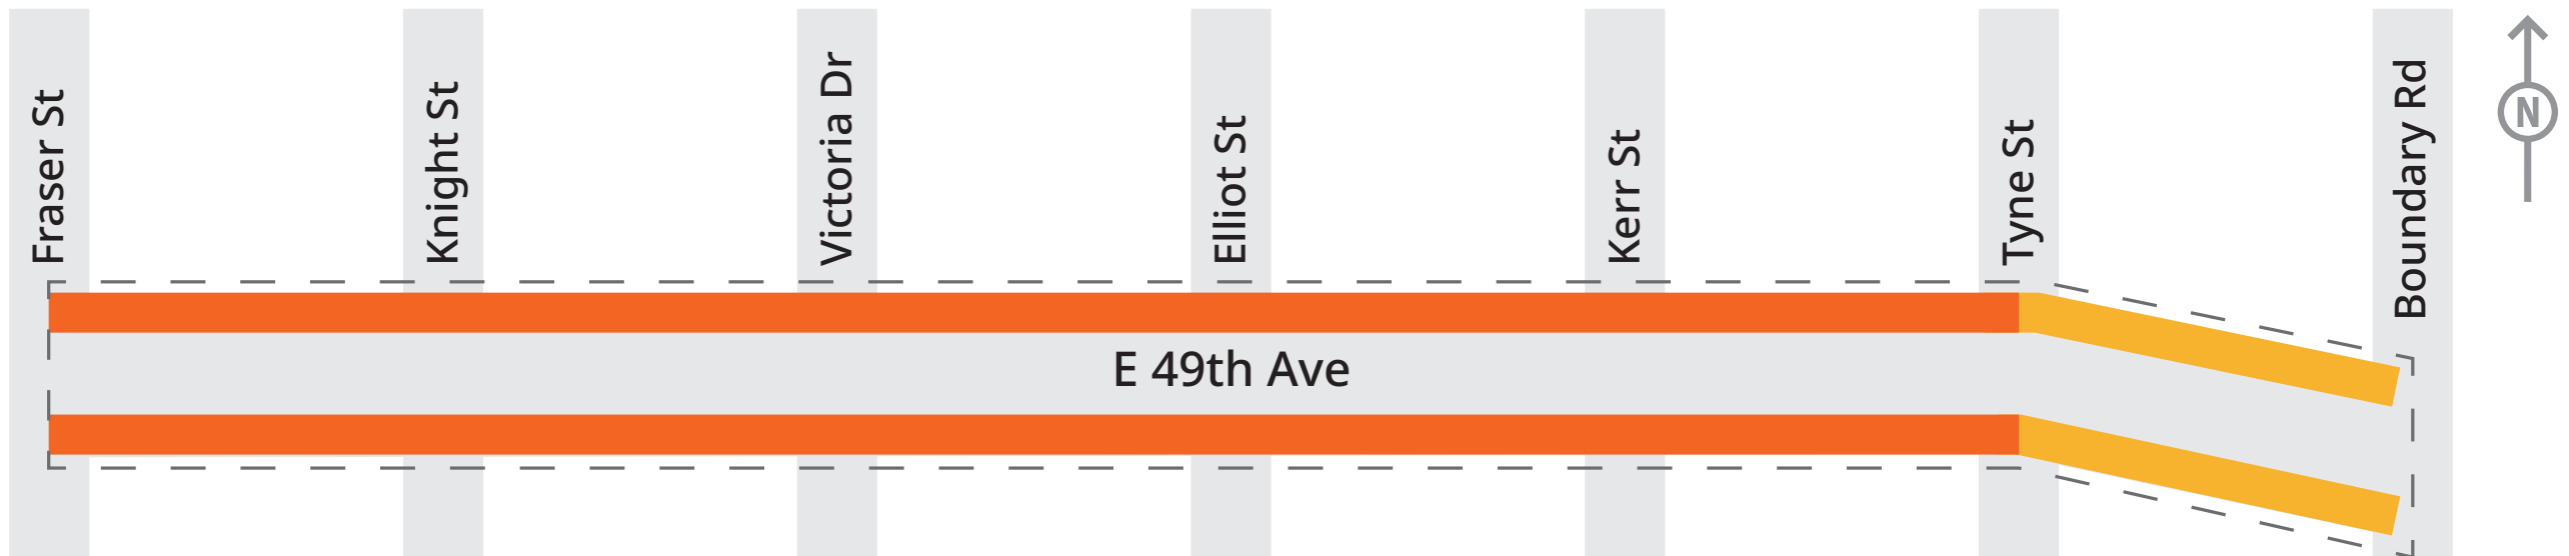 Fraser St
Knight St
Victoria Dr
Elliot St
Kerr St
Tyne St
Boundary Rd
N
E 49th Ave